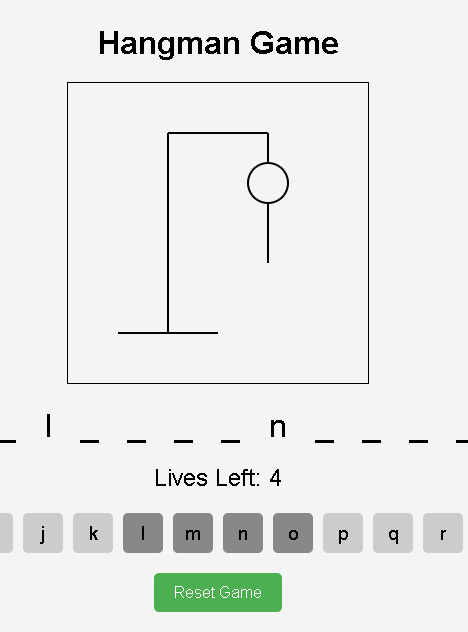 Hangman Game
_ l _ _ _ _ n _ _ _ _
Lives Left: 4
j k l m n o p q r
Reset Game